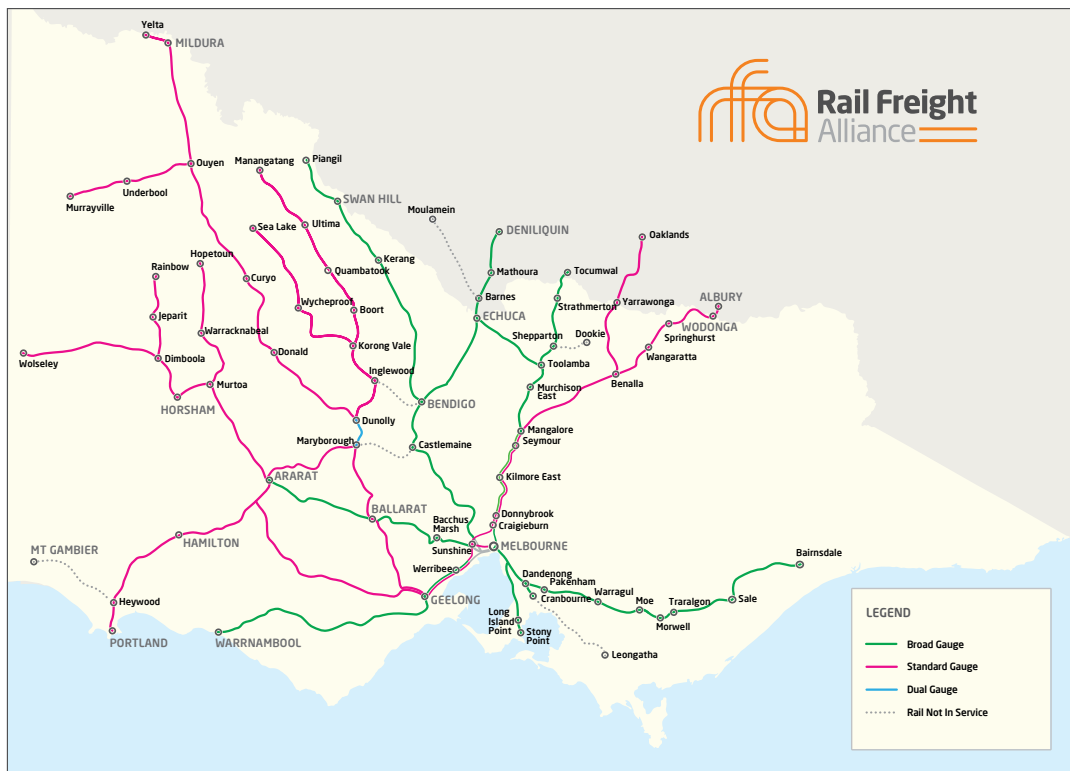 Yelta
MILDURA
Rail Freight
Alliance
Ouyen
Manangatang
Piangil
Underbool
Murrayville
SWAN HILL
Moulamein
Sea Lake
Ultima
DENILIQUIN
Oaklands
Hopetoun
Kerang
Rainbow
Curyo
Quambatook
Mathoura
Tocumwal
Wycheproof
Boort
Barnes
Strathmerton
Yarrawonga
ALBURY
Jeparit
ECHUCA
WODONGA
Warracknabeal
Shepparton
Dookie
Springhurst
Wolseley
Dimboola
Donald
Korong Vale
Wangaratta
Toolamba
Murtoa
Inglewood
Benalla
Murchison
East
HORSHAM
BENDIGO
Dunolly
Mangalore
Maryborough
Castlemaine
Seymour
ARARAT
Kilmore East
BALLARAT
Donnybrook
Bacchus
Marsh
Craigieburn
HAMILTON
MT GAMBIER
Sunshine
MELBOURNE
Bairnsdale
Werribee
Dandenong
Pakenham
Cranbourne
Warragul
GEELONG
Heywood
Moe
Traralgon
Sale
Long
Island
Point
Morwell
PORTLAND
WARRNAMBOOL
Stony
Point
Leongatha
LEGEND
Broad Gauge
Standard Gauge
Dual Gauge
Rail Not In Service